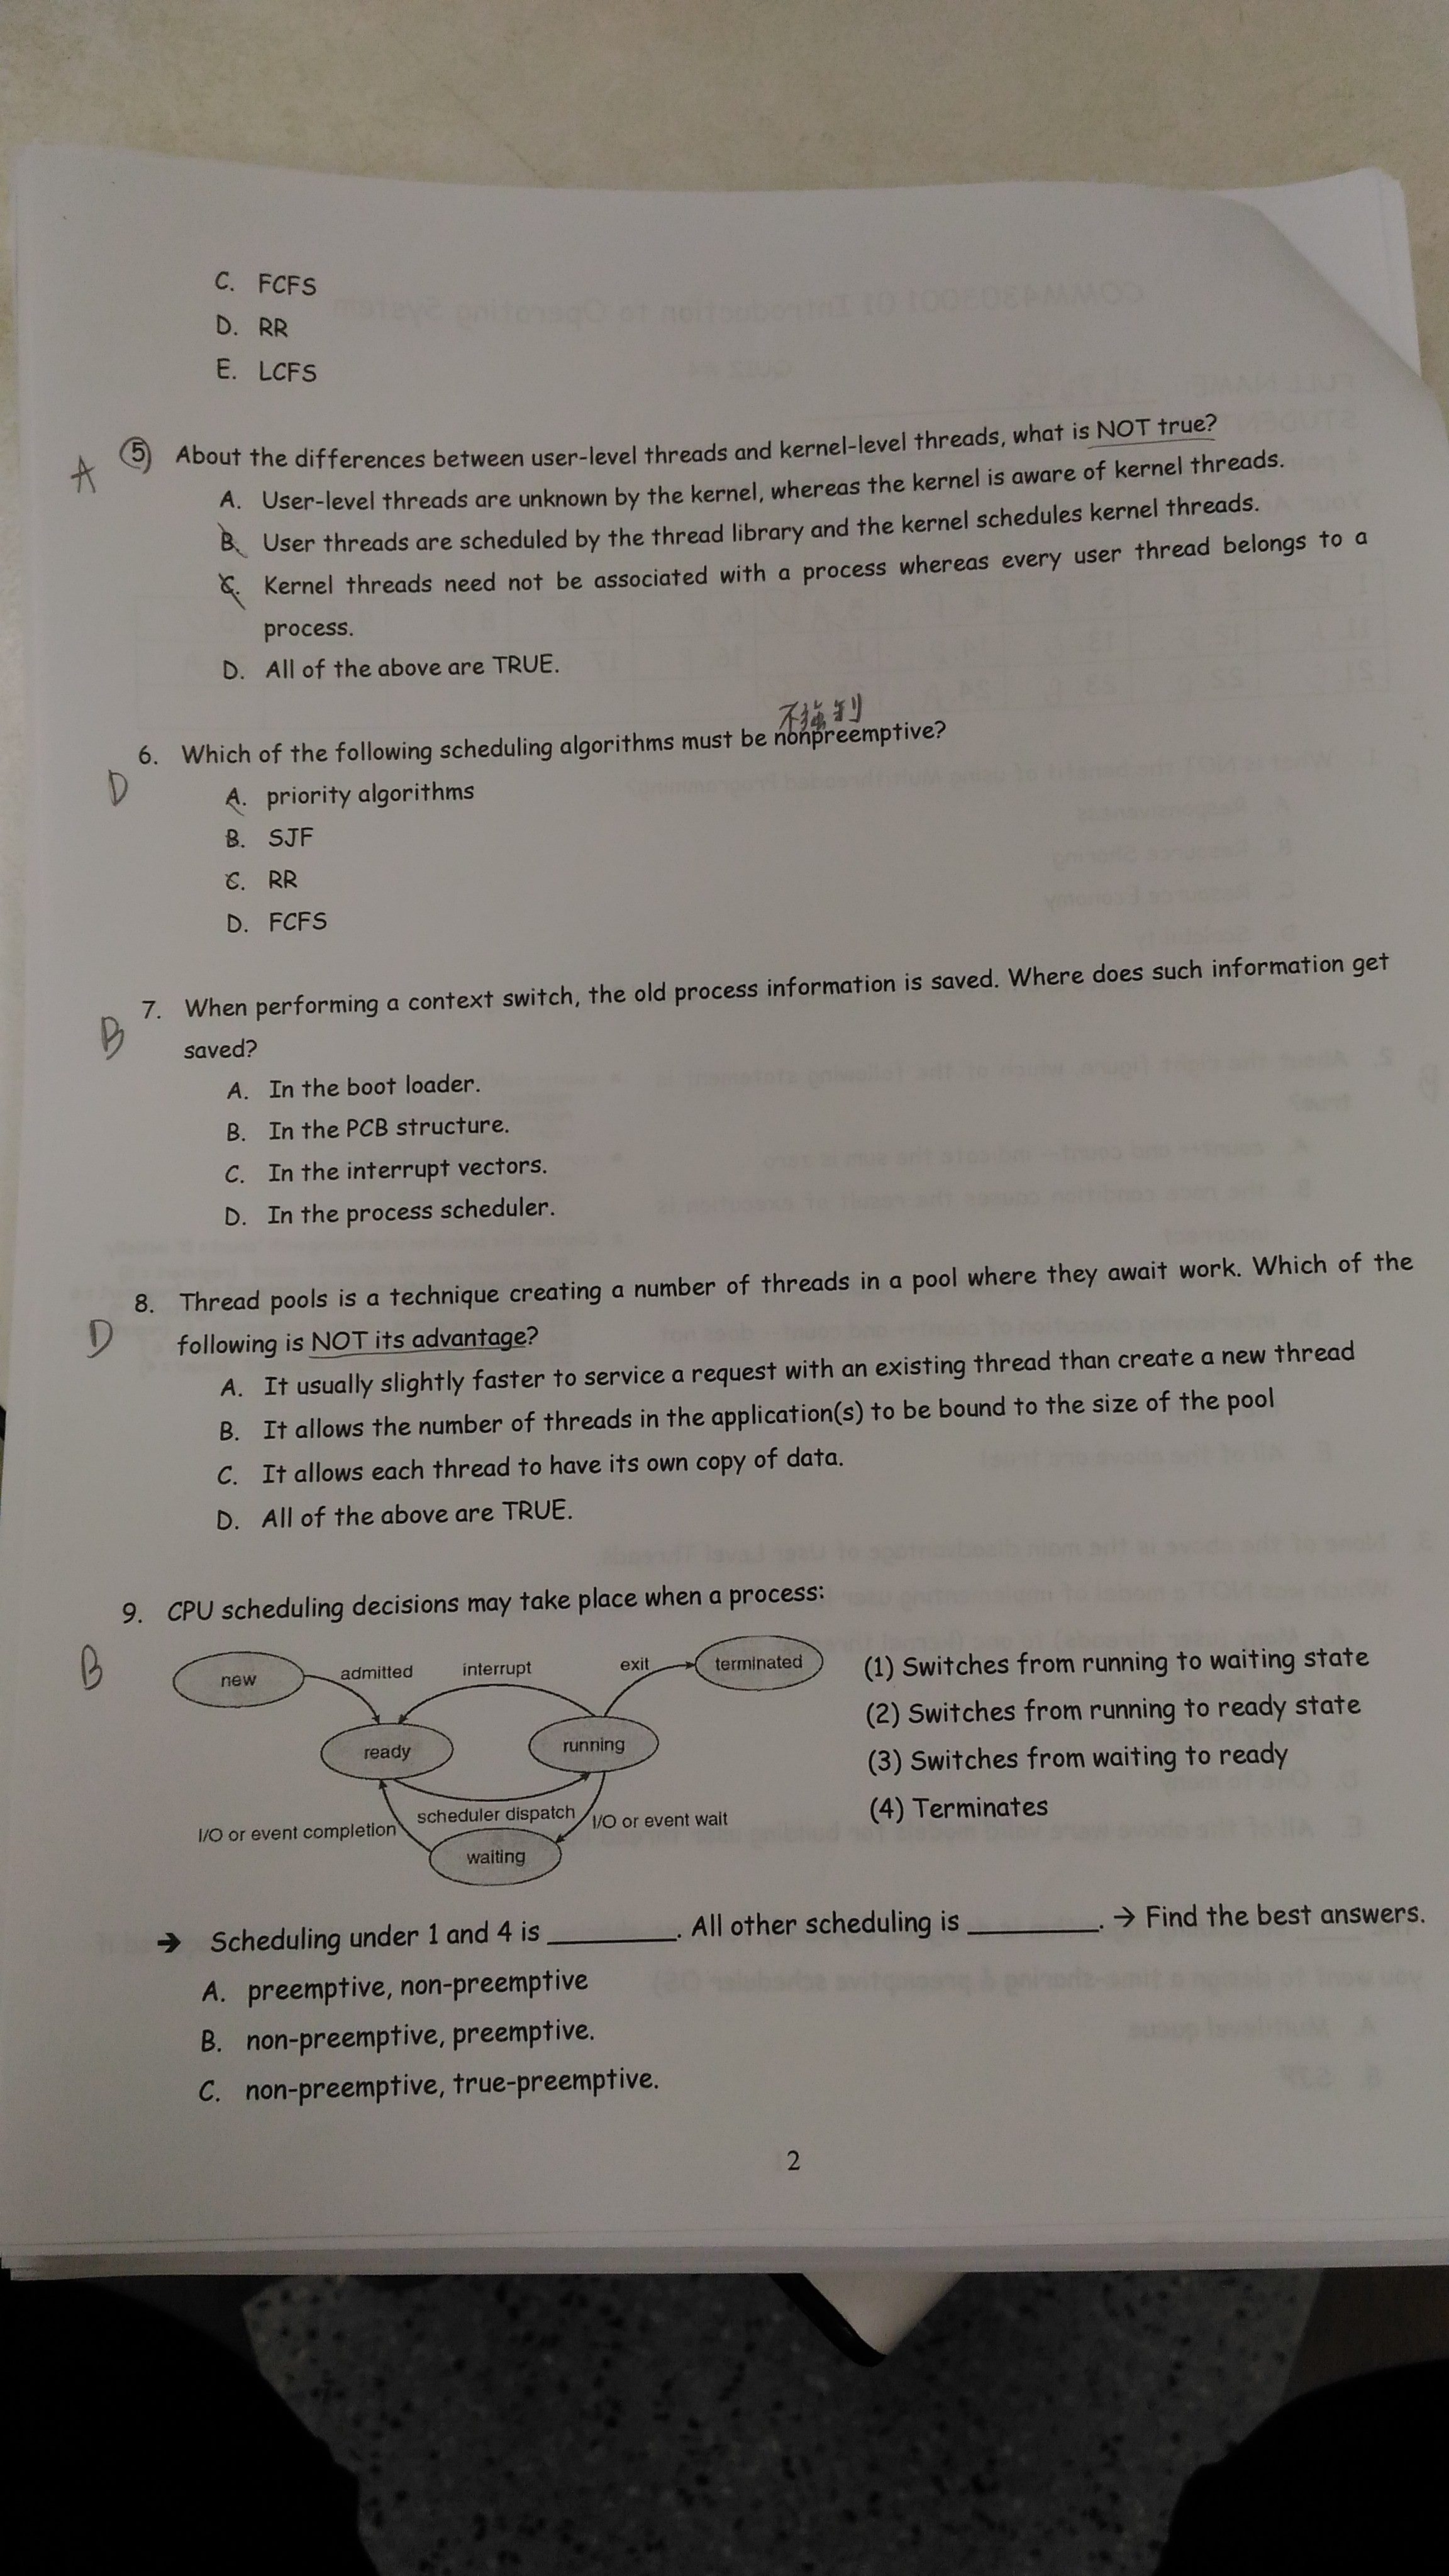 C. FCFS
D. RR
E. LCFS
A
5 About the differences between user-level threads and kernel-level threads, what is NOT true?
A. User-level threads are unknown by the kernel, whereas the kernel is aware of kernel threads.
B. User threads are scheduled by the thread library and the kernel schedules kernel threads.
C. Kernel threads need not be associated with a process whereas every user thread belongs to a
process.
D. All of the above are TRUE.
6. Which of the following scheduling algorithms must be nonpreemptive?
D
A. priority algorithms
B. SJF
C. RR
D. FCFS
7. When performing a context switch, the old process information is saved. Where does such information get
B
saved?
A. In the boot loader.
B. In the PCB structure.
C. In the interrupt vectors.
D. In the process scheduler.
8. Thread pools is a technique creating a number of threads in a pool where they await work. Which of the
D
following is NOT its advantage?
A. It usually slightly faster to service a request with an existing thread than create a new thread
B. It allows the number of threads in the application(s) to be bound to the size of the pool
C. It allows each thread to have its own copy of data.
D. All of the above are TRUE.
9. CPU scheduling decisions may take place when a process:
B
new
admitted
interrupt
exit
terminated
ready
running
scheduler dispatch
I/O or event completion
I/O or event wait
waiting
(1) Switches from running to waiting state
(2) Switches from running to ready state
(3) Switches from waiting to ready
(4) Terminates
➔ Scheduling under 1 and 4 is ________. All other scheduling is ________. → Find the best answers.
A. preemptive, non-preemptive
B. non-preemptive, preemptive.
C. non-preemptive, true-preemptive.
2